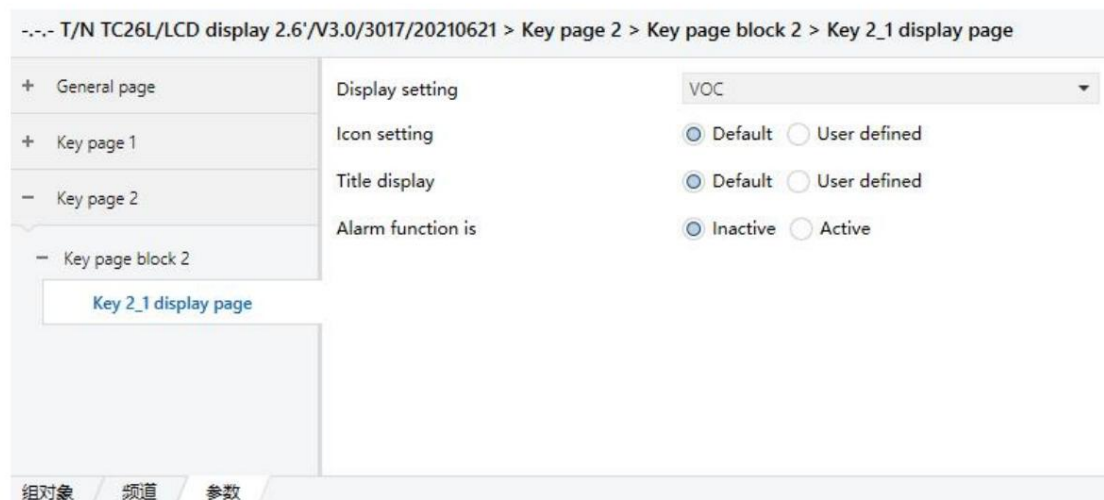 -.-.- T/N TC26L/LCD display 2.6'/V3.0/3017/20210621 > Key page 2 > Key page block 2 > Key 2_1 display page
+ General page
+ Key page 1
− Key page 2
− Key page block 2
Key 2_1 display page
Display setting VOC
Icon setting Default User defined
Title display Default User defined
Alarm function is Inactive Active
组对象 频道 参数